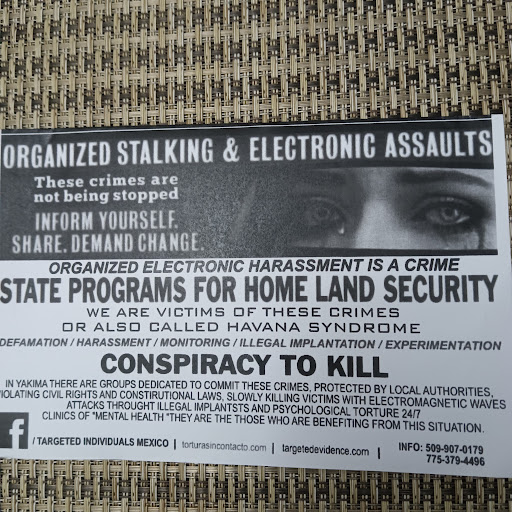 ORGANIZED STALKING & ELECTRONIC ASSAULTS
These crimes are
not being stopped
INFORM YOURSELF.
SHARE. DEMAND CHANGE.
ORGANIZED ELECTRONIC HARASSMENT IS A CRIME
STATE PROGRAMS FOR HOME LAND SECURITY
WE ARE VICTIMS OF THESE CRIMES
OR ALSO CALLED HAVANA SYNDROME
DEFAMATION / HARASSMENT / MONITORING / ILLEGAL IMPLANTATION / EXPERIMENTATION
CONSPIRACY TO KILL
IN YAKIMA THERE ARE GROUPS DEDICATED TO COMMIT THESE CRIMES, PROTECTED BY LOCAL AUTHORITIES,
VIOLATING CIVIL RIGHTS AND CONSTIRUTIONAL LAWS, SLOWLY KILLING VICTIMS WITH ELECTROMAGNETIC WAVES
ATTACKS THROUGHT ILLEGAL IMPLANTSTS AND PSYCHOLOGICAL TORTURE 24/7
CLINICS OF "MENTAL HEALTH "THEY ARE THE THOSE WHO ARE BENEFITING FROM THIS SITUATION.
f / TARGETED INDIVIDUALS MEXICO | torturasincontacto.com | targetedevidence.com | INFO: 509-907-0179
775-379-4496